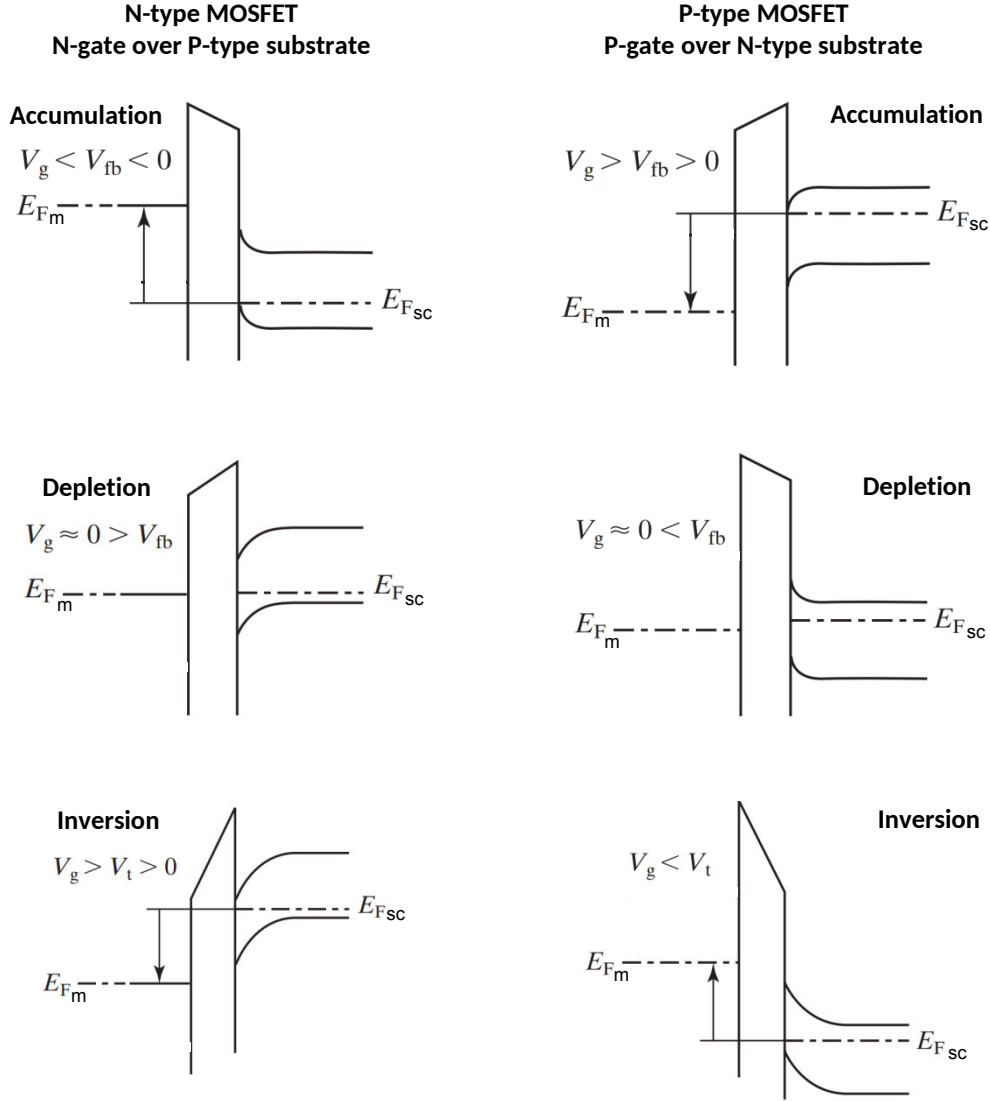 N-type MOSFET
N-gate over P-type substrate
P-type MOSFET
P-gate over N-type substrate
Accumulation
Vg < Vfb < 0
EFm
EFsc
Accumulation
Vg > Vfb > 0
EFsc
EFm
Depletion
Vg ≈ 0 > Vfb
EFm
EFsc
Depletion
Vg ≈ 0 < Vfb
EFm
EFsc
Inversion
Vg > Vt > 0
EFsc
EFm
Inversion
Vg < Vt
EFm
EFsc